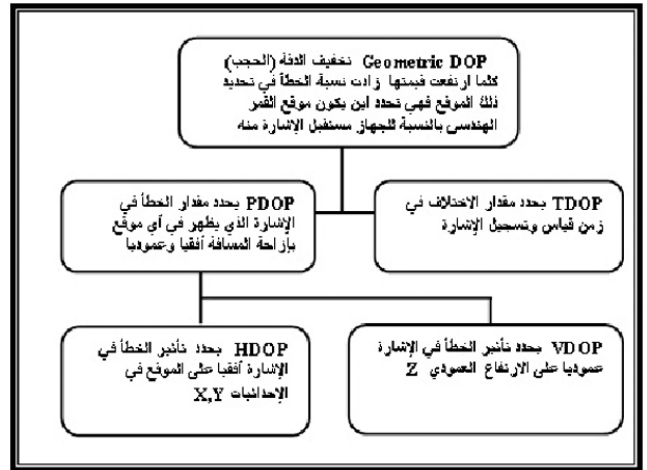 Geometric DOP تخفيف الدقة (الحجب)
كلما ارتفعت قيمتها زادت نسبة الخطأ في تحديد
ذلك الموقع فهي تحدد اين يكون موقع القمر
الهندسي بالنسبة للجهاز مستقبل الإشارة منه
PDOP يحدد مقدار الخطأ في
الإشارة الذي يظهر في أي موقع
بإزاحة المسافة أفقيا وعموديا
TDOP يحدد مقدار الاختلاف في
زمن قياس وتسجيل الإشارة
HDOP يحدد تأثير الخطأ في
الإشارة أفقيا على الموقع في
الإحداثيات X,Y
VDOP يحدد تأثير الخطأ في الإشارة
عموديا على الارتفاع العمودي Z